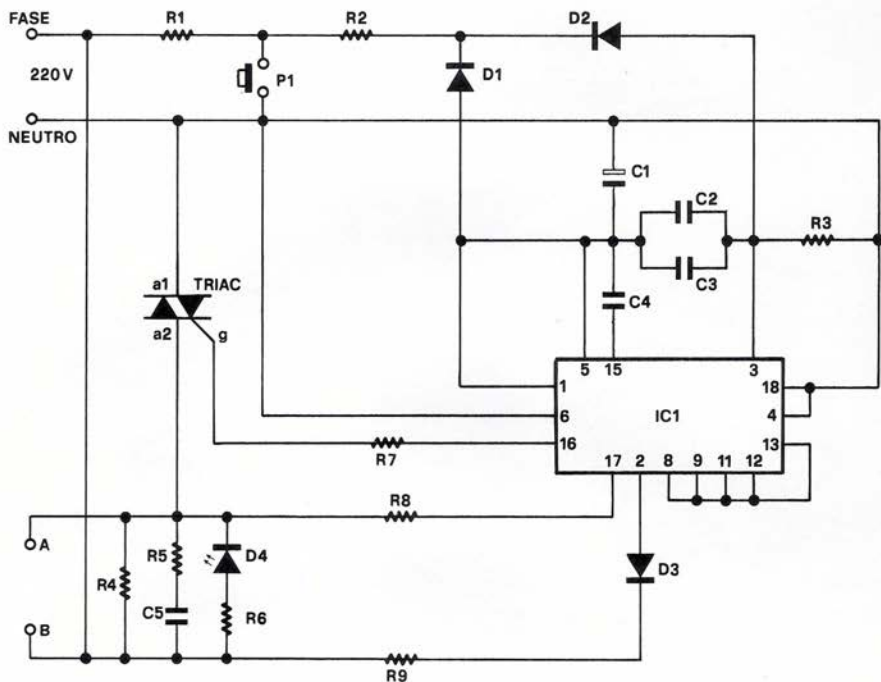 FASE
R1
R2
D2
220 V
P1
D1
NEUTRO
C1
C2
R3
a1 TRIAC
C3
C4
a2
g
5 15 3
1 18
6 IC1 4
16 13
R7
17 2 8 9 11 12
R8
A
R5
D4
D3
R4
C5
R6
B
R9